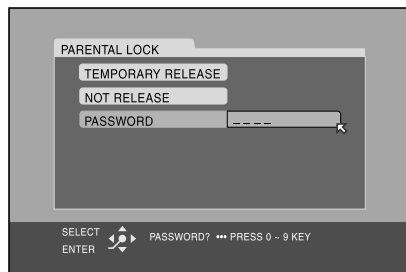 PARENTAL LOCK
TEMPORARY RELEASE
NOT RELEASE
PASSWORD _ _ _ _
SELECT
ENTER
PASSWORD? ••• PRESS 0 ~ 9 KEY